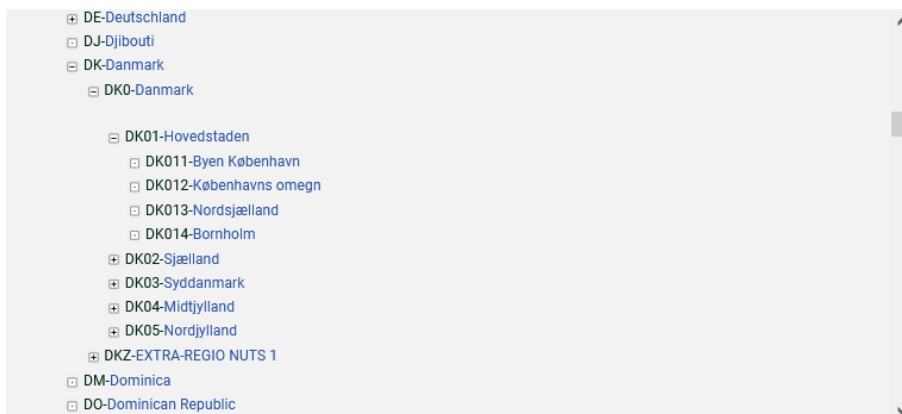 DE-Deutschland
DJ-Djibouti
DK-Danmark
DK0-Danmark
DK01-Hovedstaden
DK011-Byen København
DK012-Københavns omegn
DK013-Nordsjælland
DK014-Bornholm
DK02-Sjælland
DK03-Syddanmark
DK04-Midtjylland
DK05-Nordjylland
DKZ-EXTRA-REGIO NUTS 1
DM-Dominica
DO-Dominican Republic